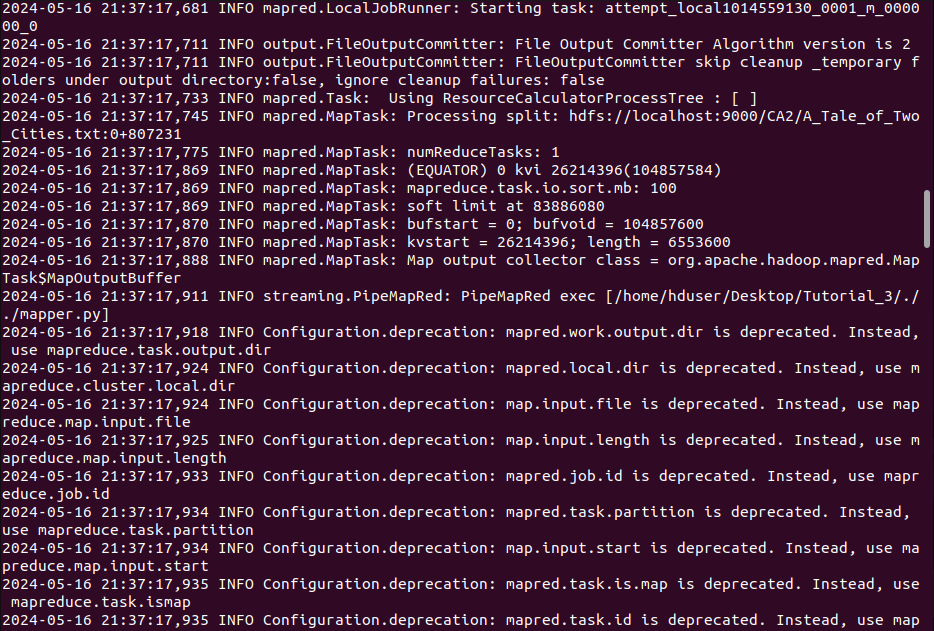 2024-05-16 21:37:17,681 INFO mapred.LocalJobRunner: Starting task: attempt_local1014559130_0001_m_0000
00_0
2024-05-16 21:37:17,711 INFO output.FileOutputCommitter: File Output Committer Algorithm version is 2
2024-05-16 21:37:17,711 INFO output.FileOutputCommitter: FileOutputCommitter skip cleanup _temporary f
olders under output directory:false, ignore cleanup failures: false
2024-05-16 21:37:17,733 INFO mapred.Task:  Using ResourceCalculatorProcessTree : [ ]
2024-05-16 21:37:17,745 INFO mapred.MapTask: Processing split: hdfs://localhost:9000/CA2/A_Tale_of_Two
_Cities.txt:0+807231
2024-05-16 21:37:17,775 INFO mapred.MapTask: numReduceTasks: 1
2024-05-16 21:37:17,869 INFO mapred.MapTask: (EQUATOR) 0 kvi 26214396(104857584)
2024-05-16 21:37:17,869 INFO mapred.MapTask: mapreduce.task.io.sort.mb: 100
2024-05-16 21:37:17,869 INFO mapred.MapTask: soft limit at 83886080
2024-05-16 21:37:17,870 INFO mapred.MapTask: bufstart = 0; bufvoid = 104857600
2024-05-16 21:37:17,870 INFO mapred.MapTask: kvstart = 26214396; length = 6553600
2024-05-16 21:37:17,888 INFO mapred.MapTask: Map output collector class = org.apache.hadoop.mapred.Map
Task$MapOutputBuffer
2024-05-16 21:37:17,911 INFO streaming.PipeMapRed: PipeMapRed exec [/home/hduser/Desktop/Tutorial_3/./
./mapper.py]
2024-05-16 21:37:17,918 INFO Configuration.deprecation: mapred.work.output.dir is deprecated. Instead,
 use mapreduce.task.output.dir
2024-05-16 21:37:17,924 INFO Configuration.deprecation: mapred.local.dir is deprecated. Instead, use m
apreduce.cluster.local.dir
2024-05-16 21:37:17,924 INFO Configuration.deprecation: map.input.file is deprecated. Instead, use map
reduce.map.input.file
2024-05-16 21:37:17,925 INFO Configuration.deprecation: map.input.length is deprecated. Instead, use m
apreduce.map.input.length
2024-05-16 21:37:17,933 INFO Configuration.deprecation: mapred.job.id is deprecated. Instead, use mapr
educe.job.id
2024-05-16 21:37:17,934 INFO Configuration.deprecation: mapred.task.partition is deprecated. Instead,
use mapreduce.task.partition
2024-05-16 21:37:17,934 INFO Configuration.deprecation: map.input.start is deprecated. Instead, use ma
preduce.map.input.start
2024-05-16 21:37:17,935 INFO Configuration.deprecation: mapred.task.is.map is deprecated. Instead, use
 mapreduce.task.ismap
2024-05-16 21:37:17,935 INFO Configuration.deprecation: mapred.task.id is deprecated. Instead, use map